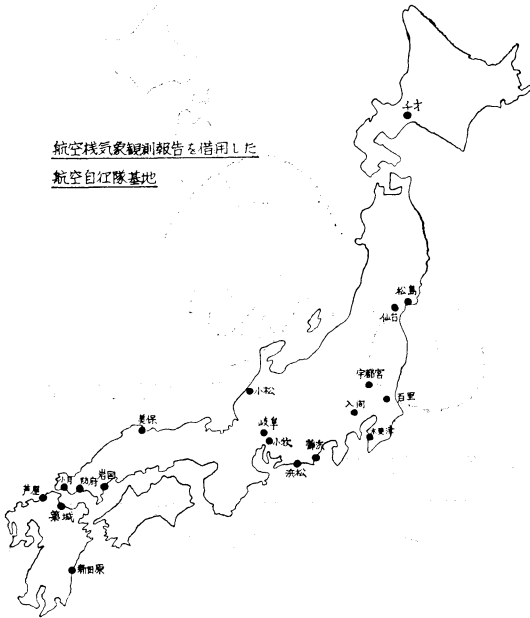 航空機気象観測報告を借用した
航空自衛隊基地
千才
松島
仙台
宇都宮
百里
入間
木更津
小松
岐阜
小牧
静浜
浜松
美保
岩国
防府
小月
芦屋
築城
新田原